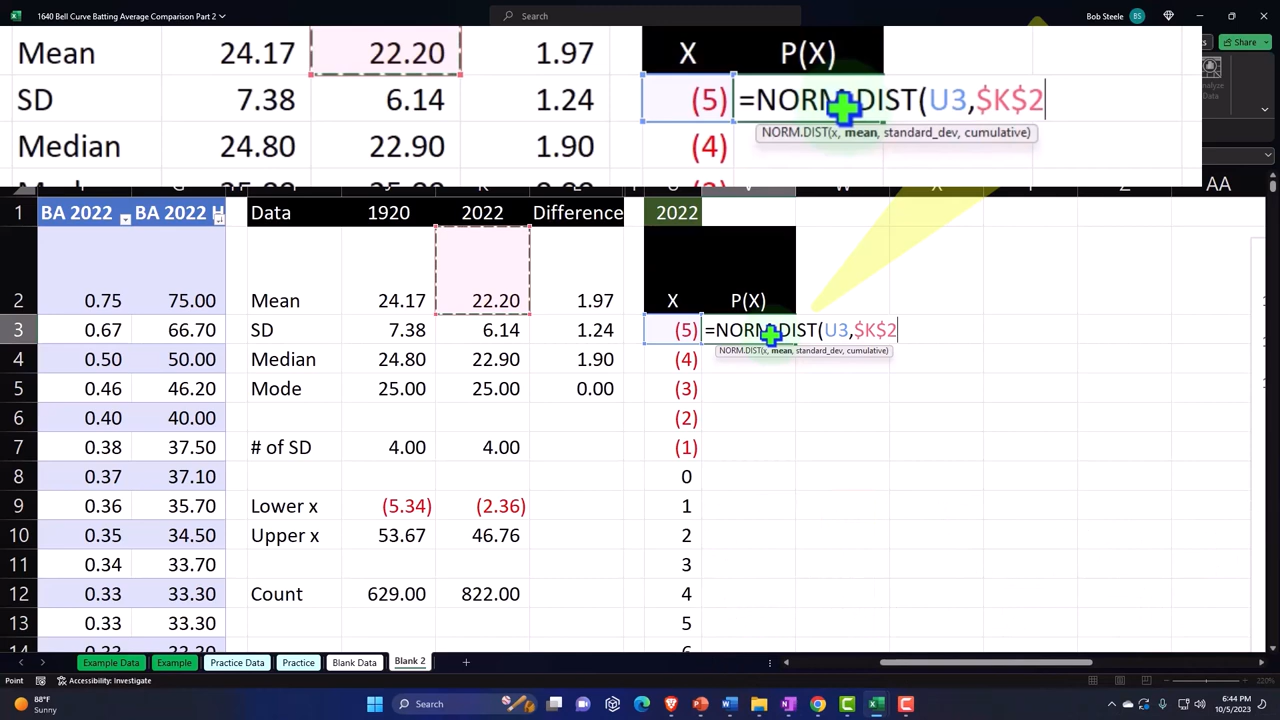 1640 Bell Curve Batting Average Comparison Part 2
Search
Bob Steele BS
Share
Mean 24.17 22.20 1.97 X P(X)
SD 7.38 6.14 1.24 (5) =NORM.DIST(U3,$K$2
NORM.DIST(x, mean, standard_dev, cumulative)
Median 24.80 22.90 1.90 (4)
AA
1 BA 2022 BA 2022 H Data 1920 2022 Difference 2022
2 0.75 75.00 Mean 24.17 22.20 1.97 X P(X)
3 0.67 66.70 SD 7.38 6.14 1.24 (5) =NORM.DIST(U3,$K$2
NORM.DIST(x, mean, standard_dev, cumulative)
4 0.50 50.00 Median 24.80 22.90 1.90 (4)
5 0.46 46.20 Mode 25.00 25.00 0.00 (3)
6 0.40 40.00 (2)
7 0.38 37.50 # of SD 4.00 4.00 (1)
8 0.37 37.10 0
9 0.36 35.70 Lower x (5.34) (2.36) 1
10 0.35 34.50 Upper x 53.67 46.76 2
11 0.34 33.70 3
12 0.33 33.30 Count 629.00 822.00 4
13 0.33 33.30 5
Example Data Example Practice Data Practice Blank Data Blank 2
Point Accessibility: Investigate 220%
88°F
Sunny
Search
6:44 PM
10/5/2023